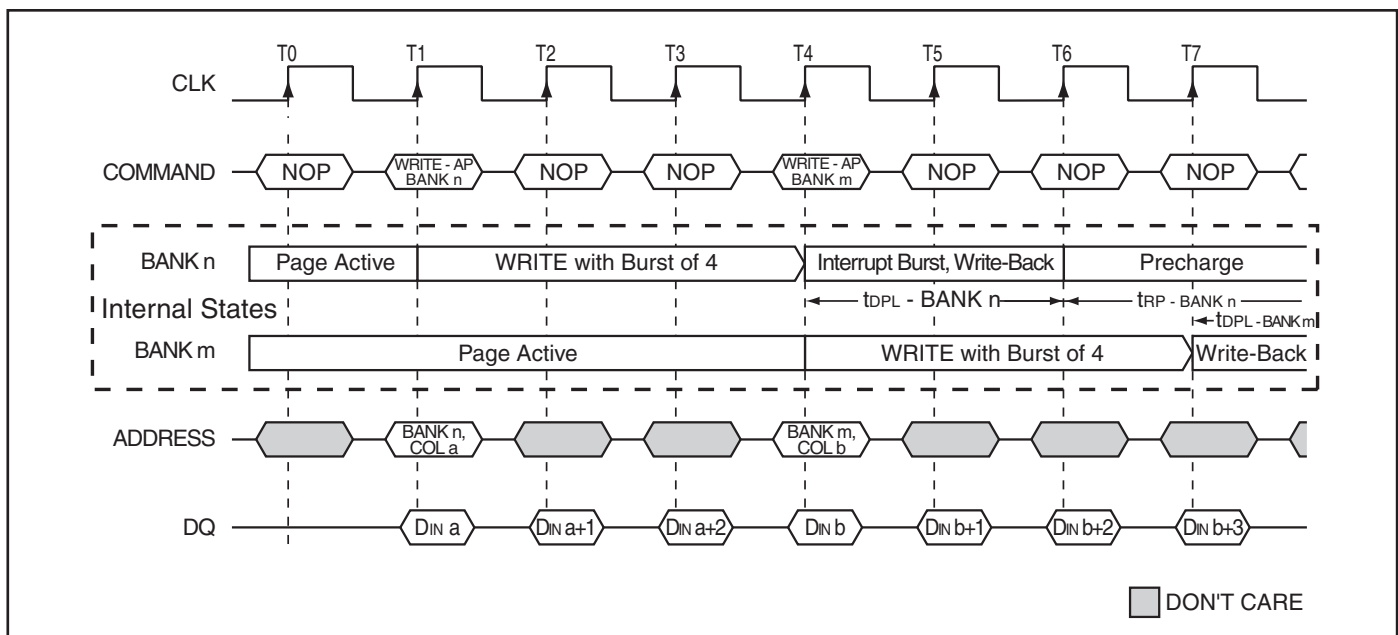 T0 T1 T2 T3 T4 T5 T6 T7
CLK
COMMAND NOP WRITE - AP BANK n NOP NOP WRITE - AP BANK m NOP NOP NOP
BANK n Page Active WRITE with Burst of 4 Interrupt Burst, Write-Back Precharge
tDPL - BANK n tRP - BANK n
Internal States
tDPL - BANK m
BANK m Page Active WRITE with Burst of 4 Write-Back
ADDRESS BANK n, COL a BANK m, COL b
DQ DIN a DIN a+1 DIN a+2 DIN b DIN b+1 DIN b+2 DIN b+3
DON'T CARE